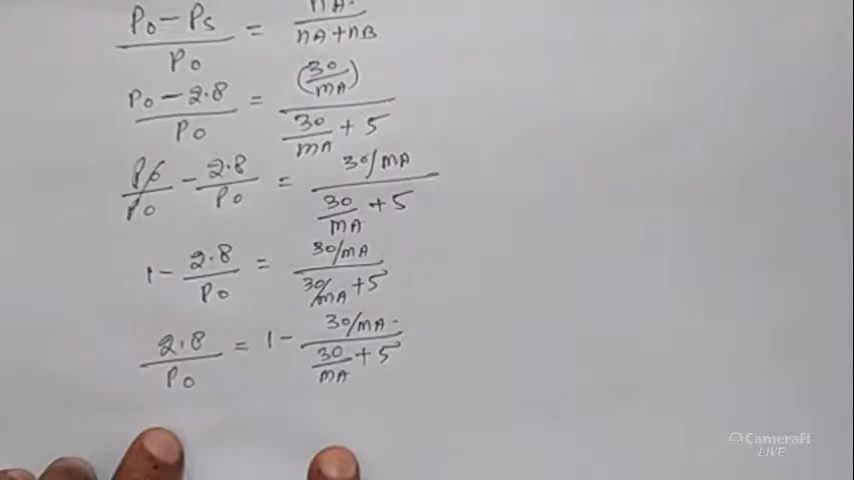 P₀ - Ps / P₀ = nA. / nA + nB
P₀ - 2.8 / P₀ = (30/MA) / 30/MA + 5
P₀/P₀ - 2.8/P₀ = 30/MA / 30/MA + 5
1 - 2.8/P₀ = 30/MA / 30/MA + 5
2.8/P₀ = 1 - 30/MA. / 30/MA + 5
CameraFi
LIVE